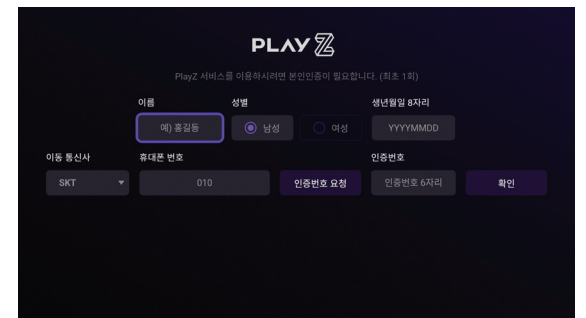 PLAYZ
PlayZ 서비스를 이용하시려면 본인인증이 필요합니다. (최초 1회)
이름 성별 생년월일 8자리
예) 홍길동 남성 여성 YYYYMMDD
이동 통신사 휴대폰 번호 인증번호
SKT 010 인증번호 요청 인증번호 6자리 확인